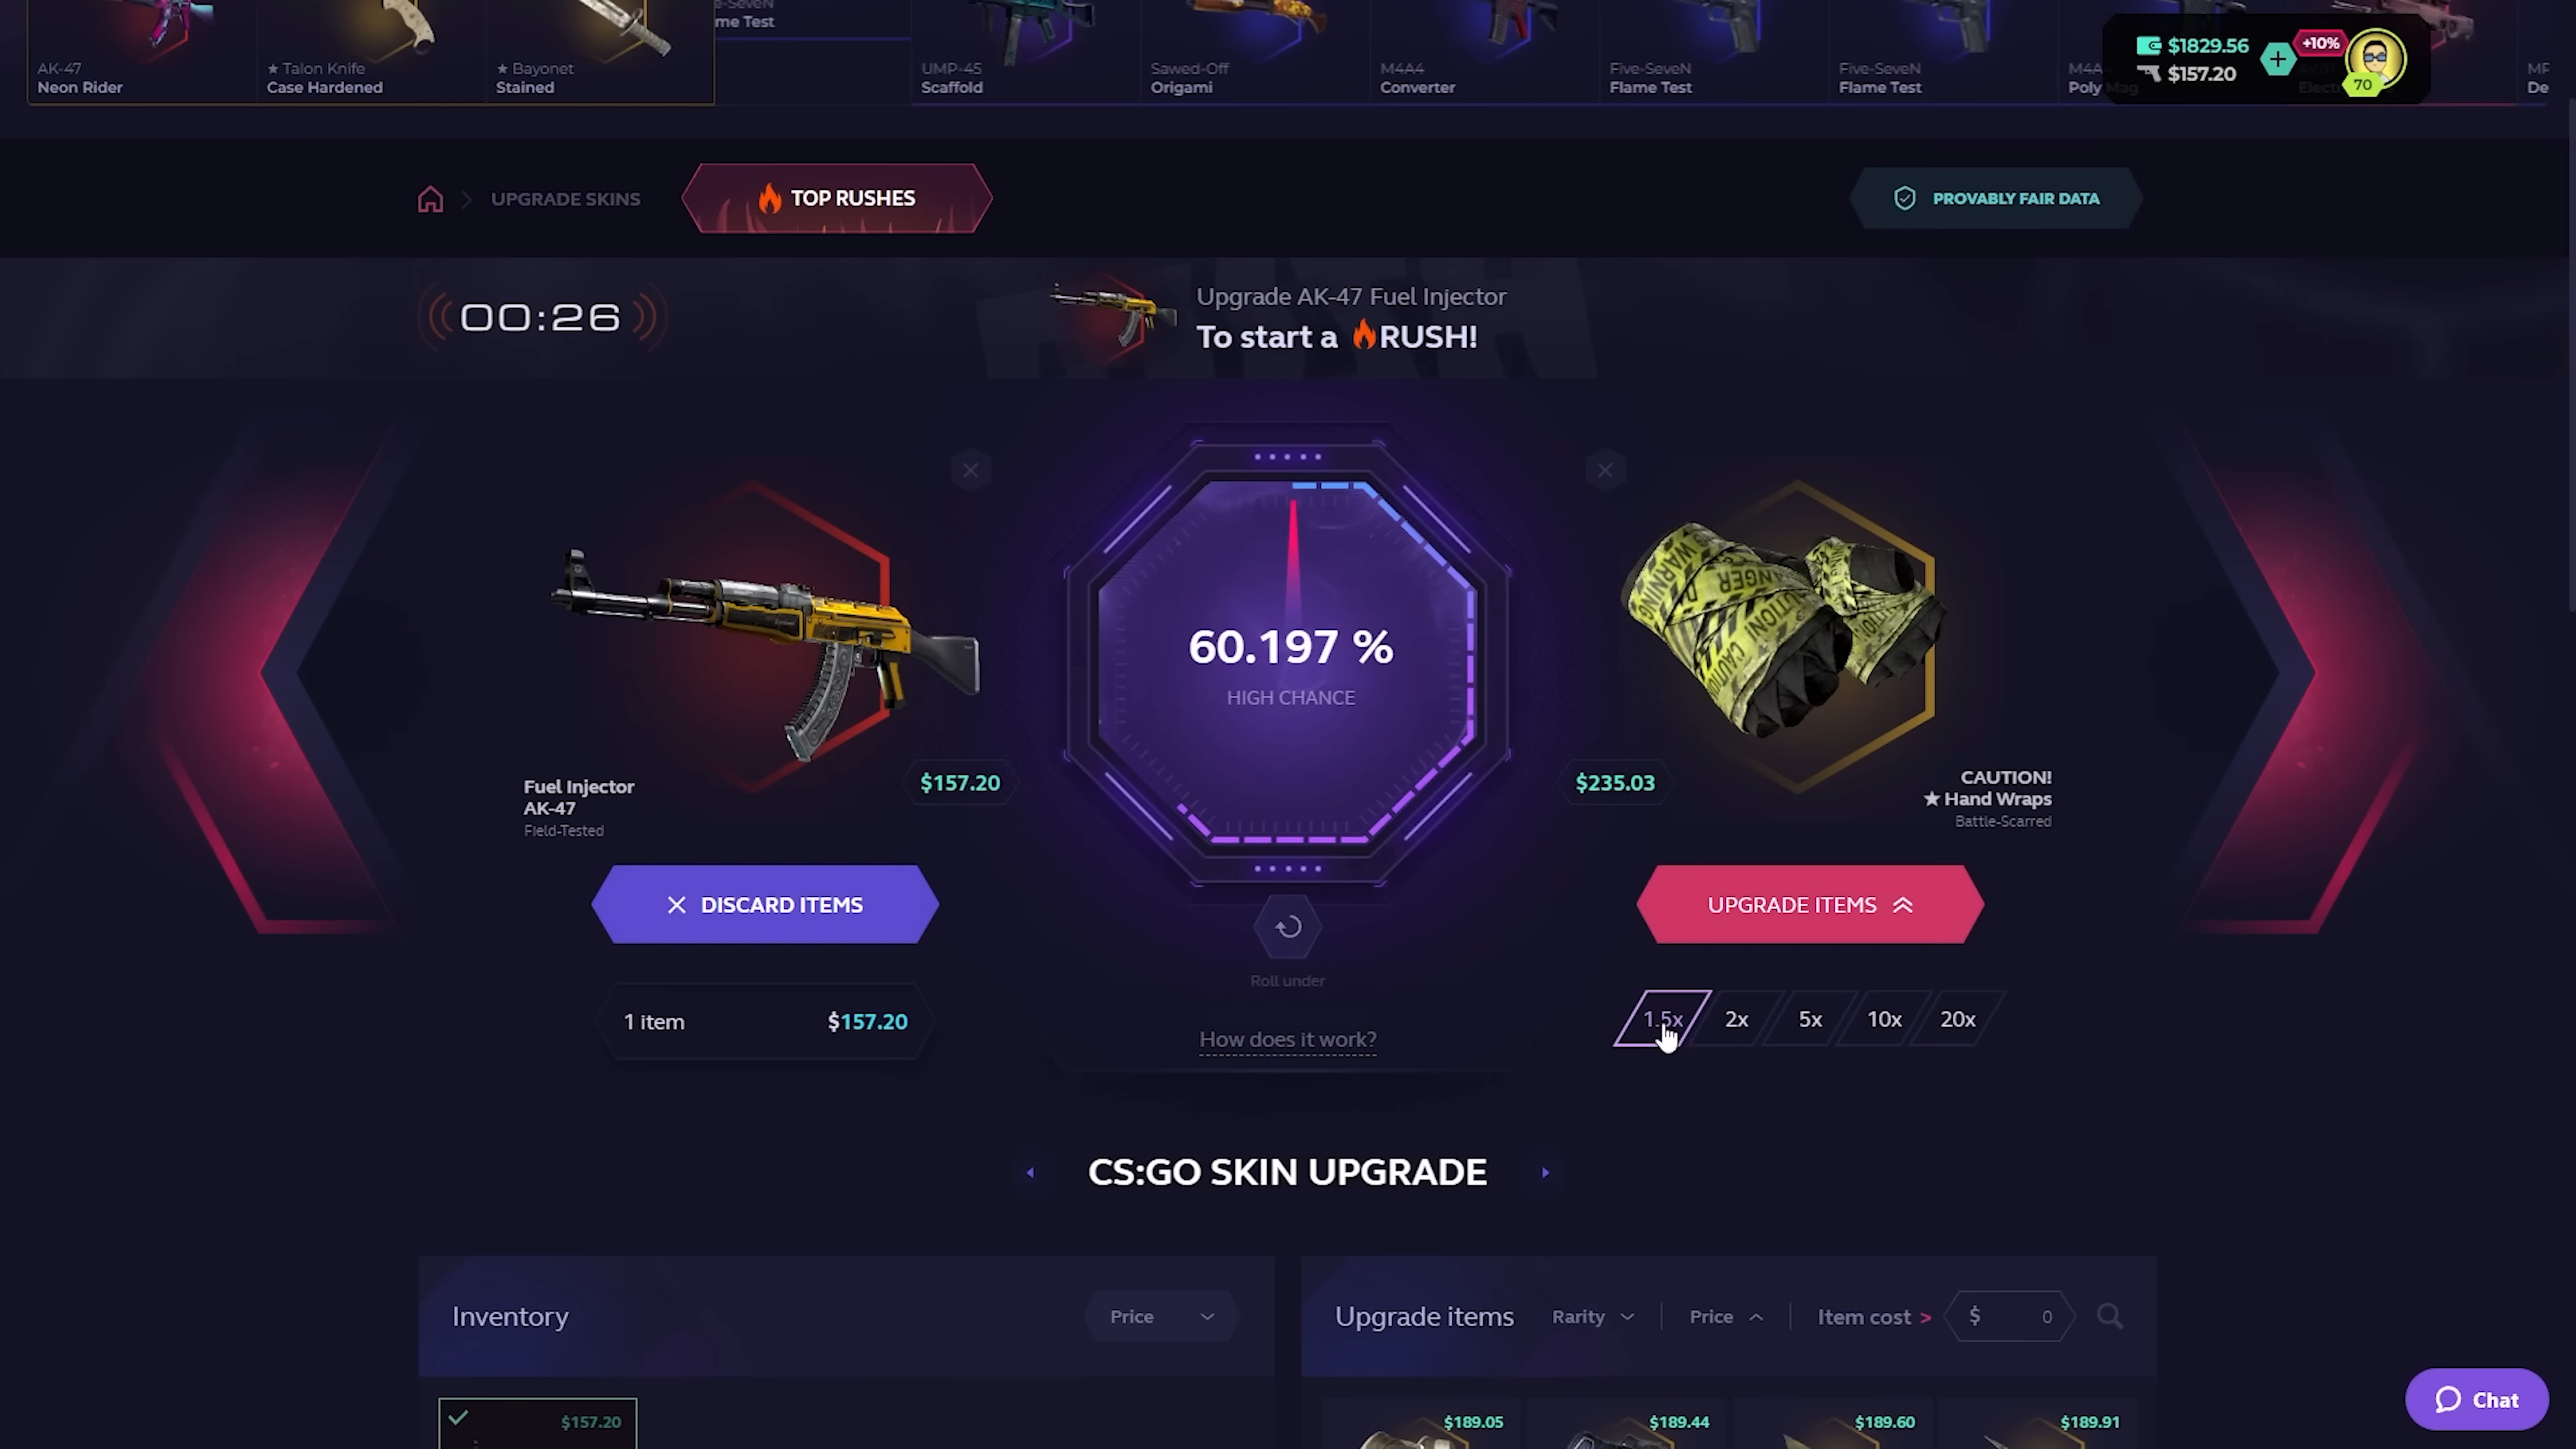 me Test
AK-47
Neon Rider
★ Talon Knife
Case Hardened
★ Bayonet
Stained
UMP-45
Scaffold
Sawed-Off
Origami
M4A4
Converter
Five-SeveN
Flame Test
Five-SeveN
Flame Test
M4A
Poly Mag
$1829.56
$157.20
+10%
70
UPGRADE SKINS
TOP RUSHES
PROVABLY FAIR DATA
00:26
Upgrade AK-47 Fuel Injector
To start a RUSH!
60.197 %
HIGH CHANCE
Fuel Injector
AK-47
Field-Tested
$157.20
$235.03
CAUTION!
★ Hand Wraps
Battle-Scarred
DISCARD ITEMS
UPGRADE ITEMS
Roll under
1 item $157.20
How does it work?
1.5x 2x 5x 10x 20x
CS:GO SKIN UPGRADE
Inventory
Price
Upgrade items
Rarity
Price
Item cost >
$ 0
$157.20
$189.05
$189.44
$189.60
$189.91
Chat